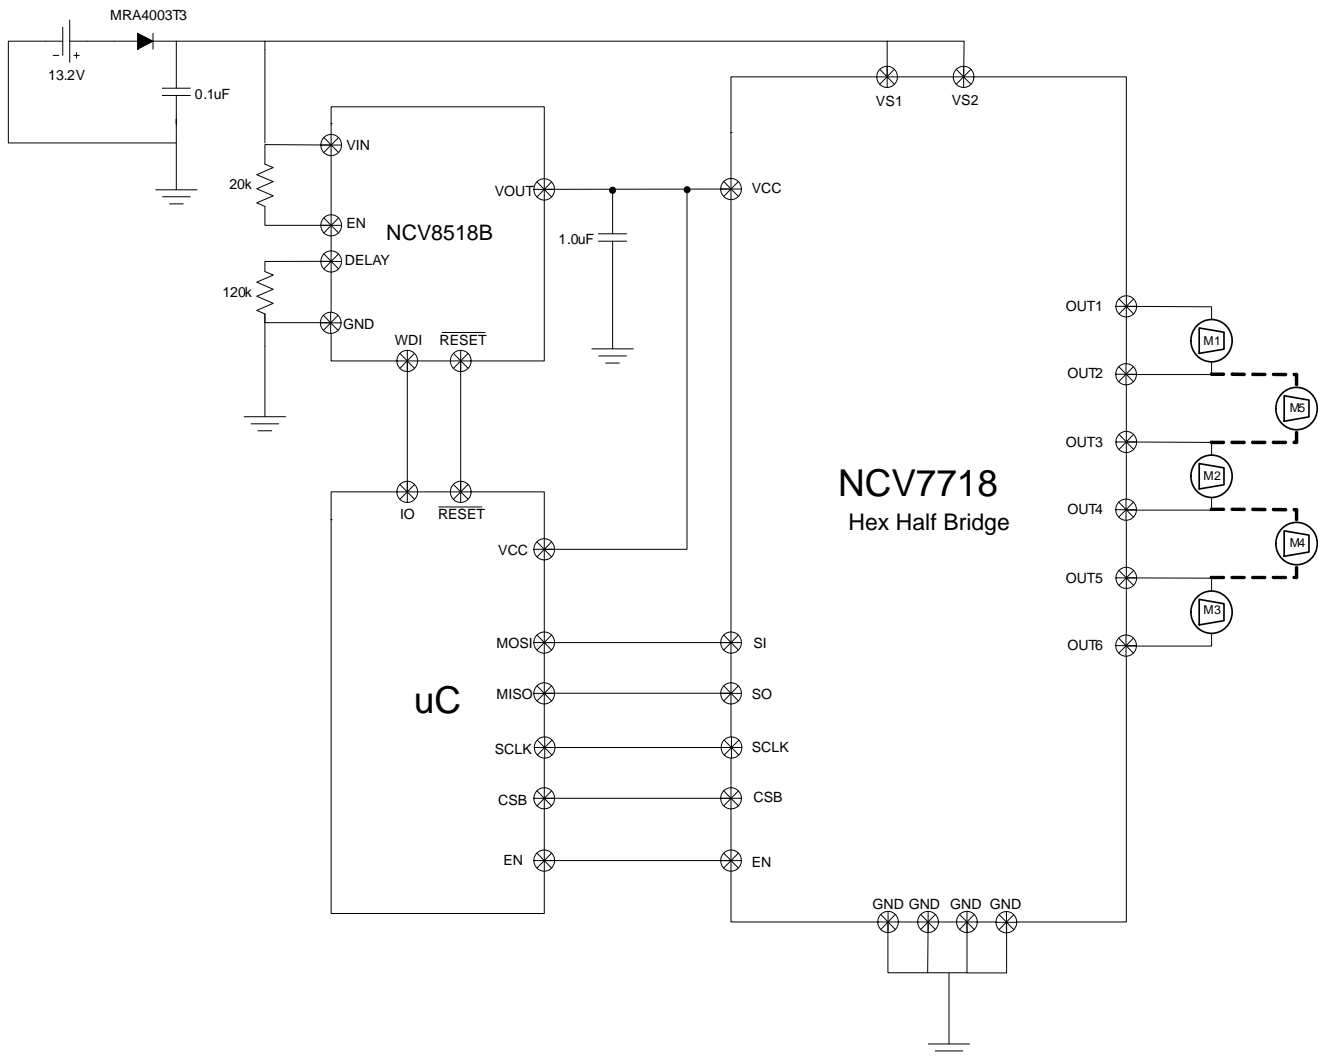 MRA4003T3
13.2V
0.1uF
VS1
VS2
VIN
20k
EN
DELAY
120k
GND
NCV8518B
VOUT
WDI
RESET
1.0uF
VCC
OUT1
OUT2
OUT3
OUT4
OUT5
OUT6
M1
M5
M2
M4
M3
NCV7718
Hex Half Bridge
IO
RESET
VCC
MOSI
SI
uC
MISO
SO
SCLK
SCLK
CSB
CSB
EN
EN
GND GND GND GND